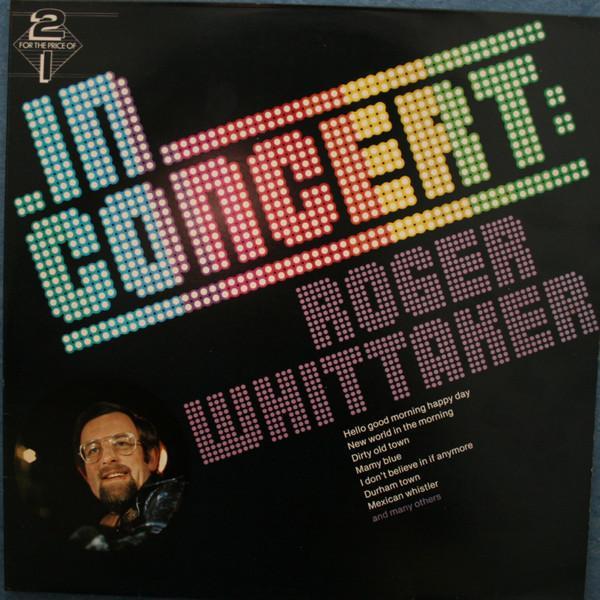 2
FOR THE PRICE OF
1
IN
CONCERT:
ROGER
WHITTAKER
Hello good morning happy day
New world in the morning
Dirty old town
Mamy blue
I don't believe in if anymore
Durham town
Mexican whistler
and many others